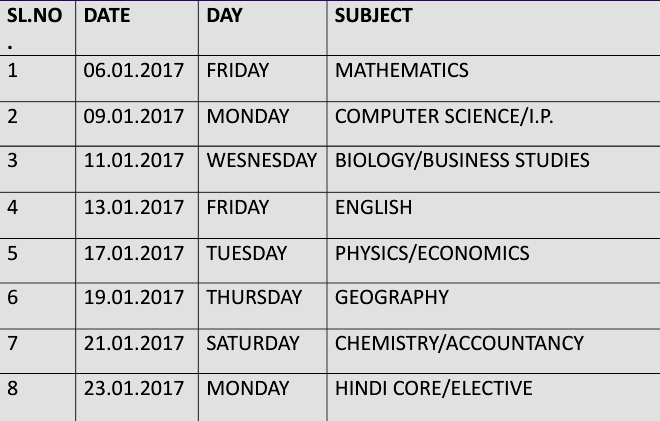 SL.NO DATE DAY SUBJECT
.
1 06.01.2017 FRIDAY MATHEMATICS
2 09.01.2017 MONDAY COMPUTER SCIENCE/I.P.
3 11.01.2017 WESNESDAY BIOLOGY/BUSINESS STUDIES
4 13.01.2017 FRIDAY ENGLISH
5 17.01.2017 TUESDAY PHYSICS/ECONOMICS
6 19.01.2017 THURSDAY GEOGRAPHY
7 21.01.2017 SATURDAY CHEMISTRY/ACCOUNTANCY
8 23.01.2017 MONDAY HINDI CORE/ELECTIVE